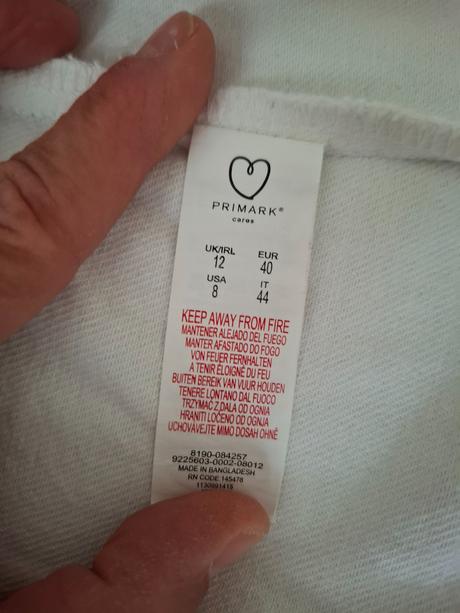 PRIMARK®
cares
UK/IRL EUR
12 40
USA IT
8 44
KEEP AWAY FROM FIRE
MANTENER ALEJADO DEL FUEGO
MANTER AFASTADO DO FOGO
VON FEUER FERNHALTEN
À TENIR ÉLOIGNÉ DU FEU
BUITEN BEREIK VAN VUUR HOUDEN
TENERE LONTANO DAL FUOCO
TRZYMAĆ Z DALA OD OGNIA
HRANITI LOČENO OD OGNJA
UCHOVÁVEJTE MIMO DOSAH OHNĚ
8190-084257
9225603-0002-08012
MADE IN BANGLADESH
RN CODE:145478
1130991415